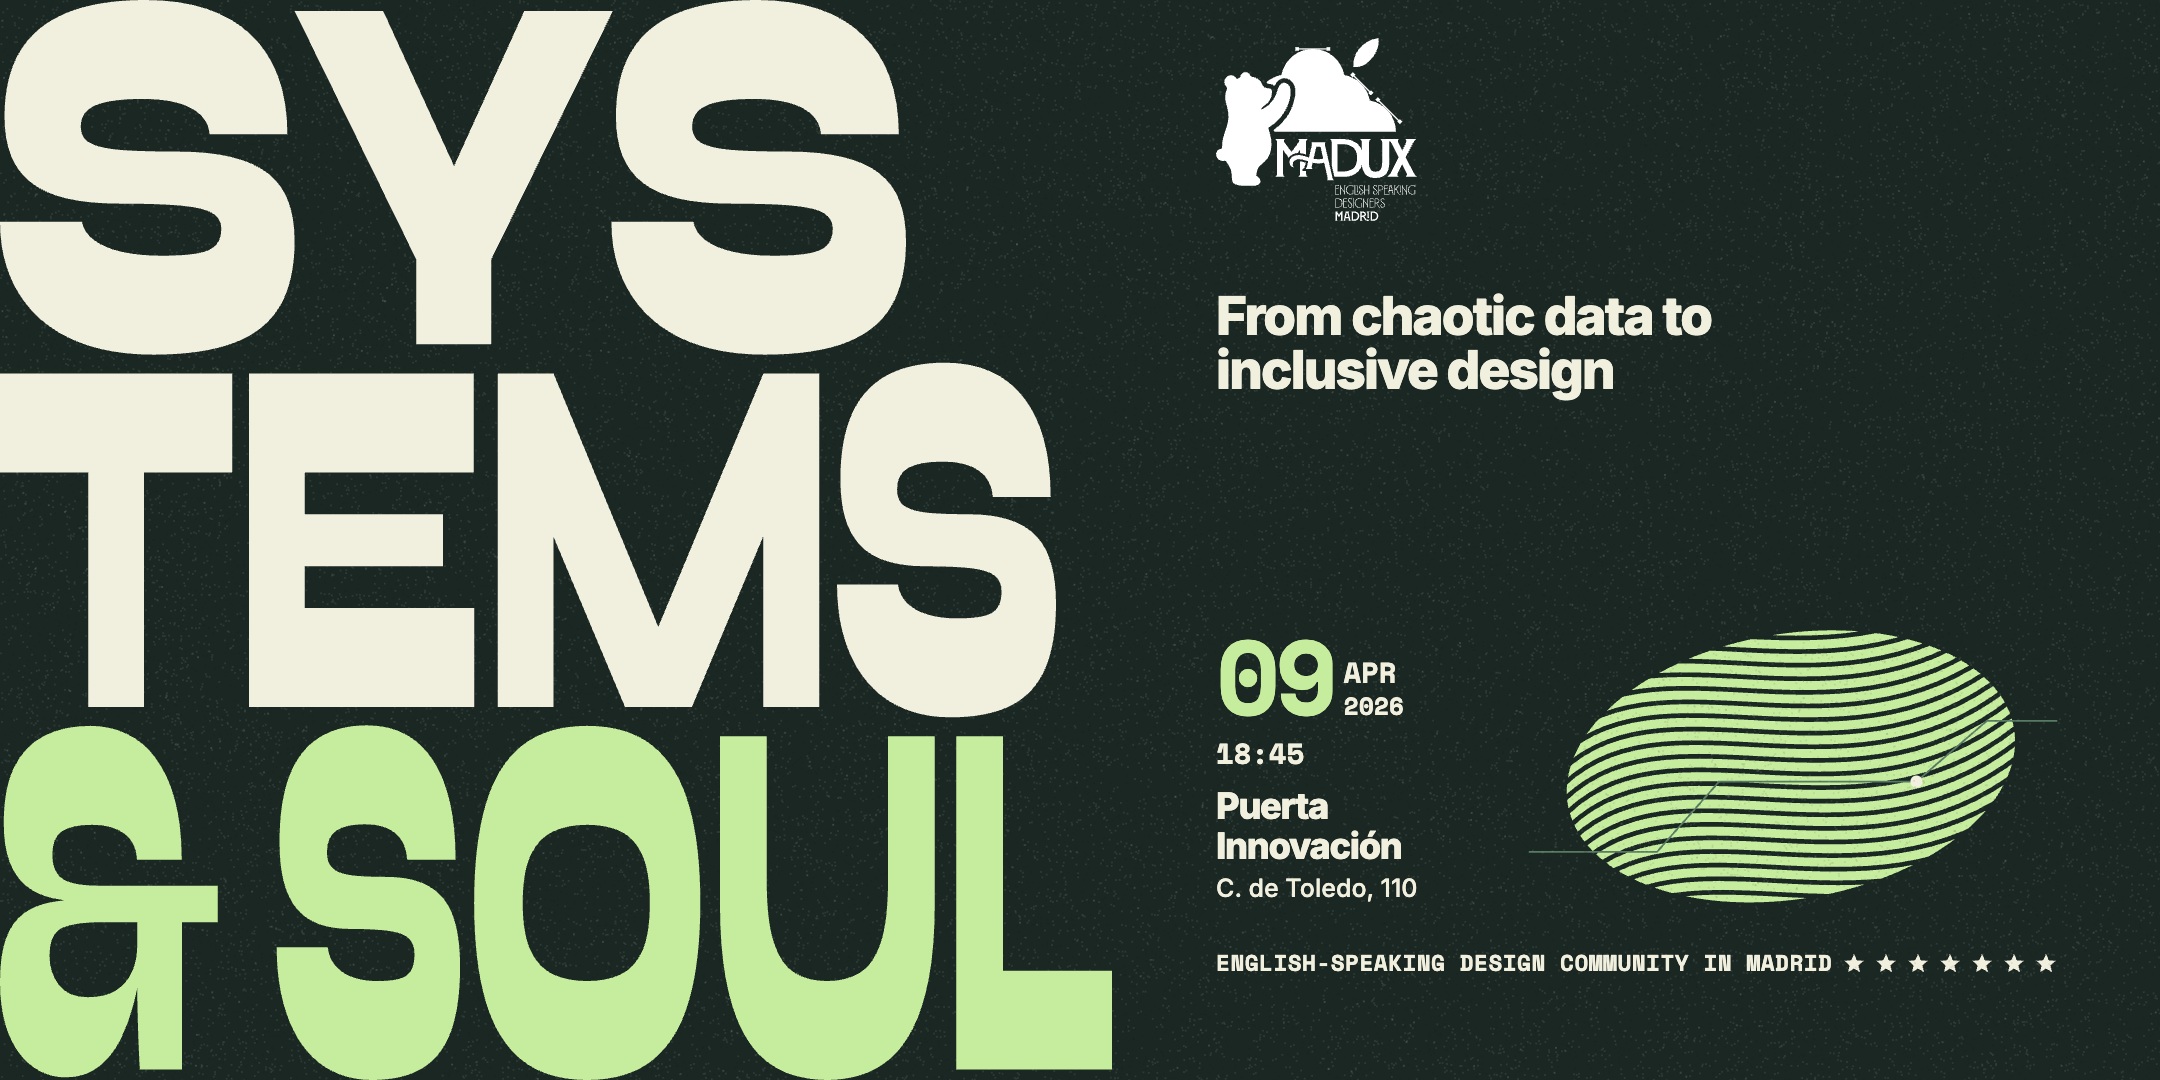 SYS
TEMS
& SOUL
MADUX
ENGLISH SPEAKING
DESIGNERS
MADRID
From chaotic data to
inclusive design
09 APR
2026
18:45
Puerta
Innovación
C. de Toledo, 110
ENGLISH-SPEAKING DESIGN COMMUNITY IN MADRID ★ ★ ★ ★ ★ ★ ★